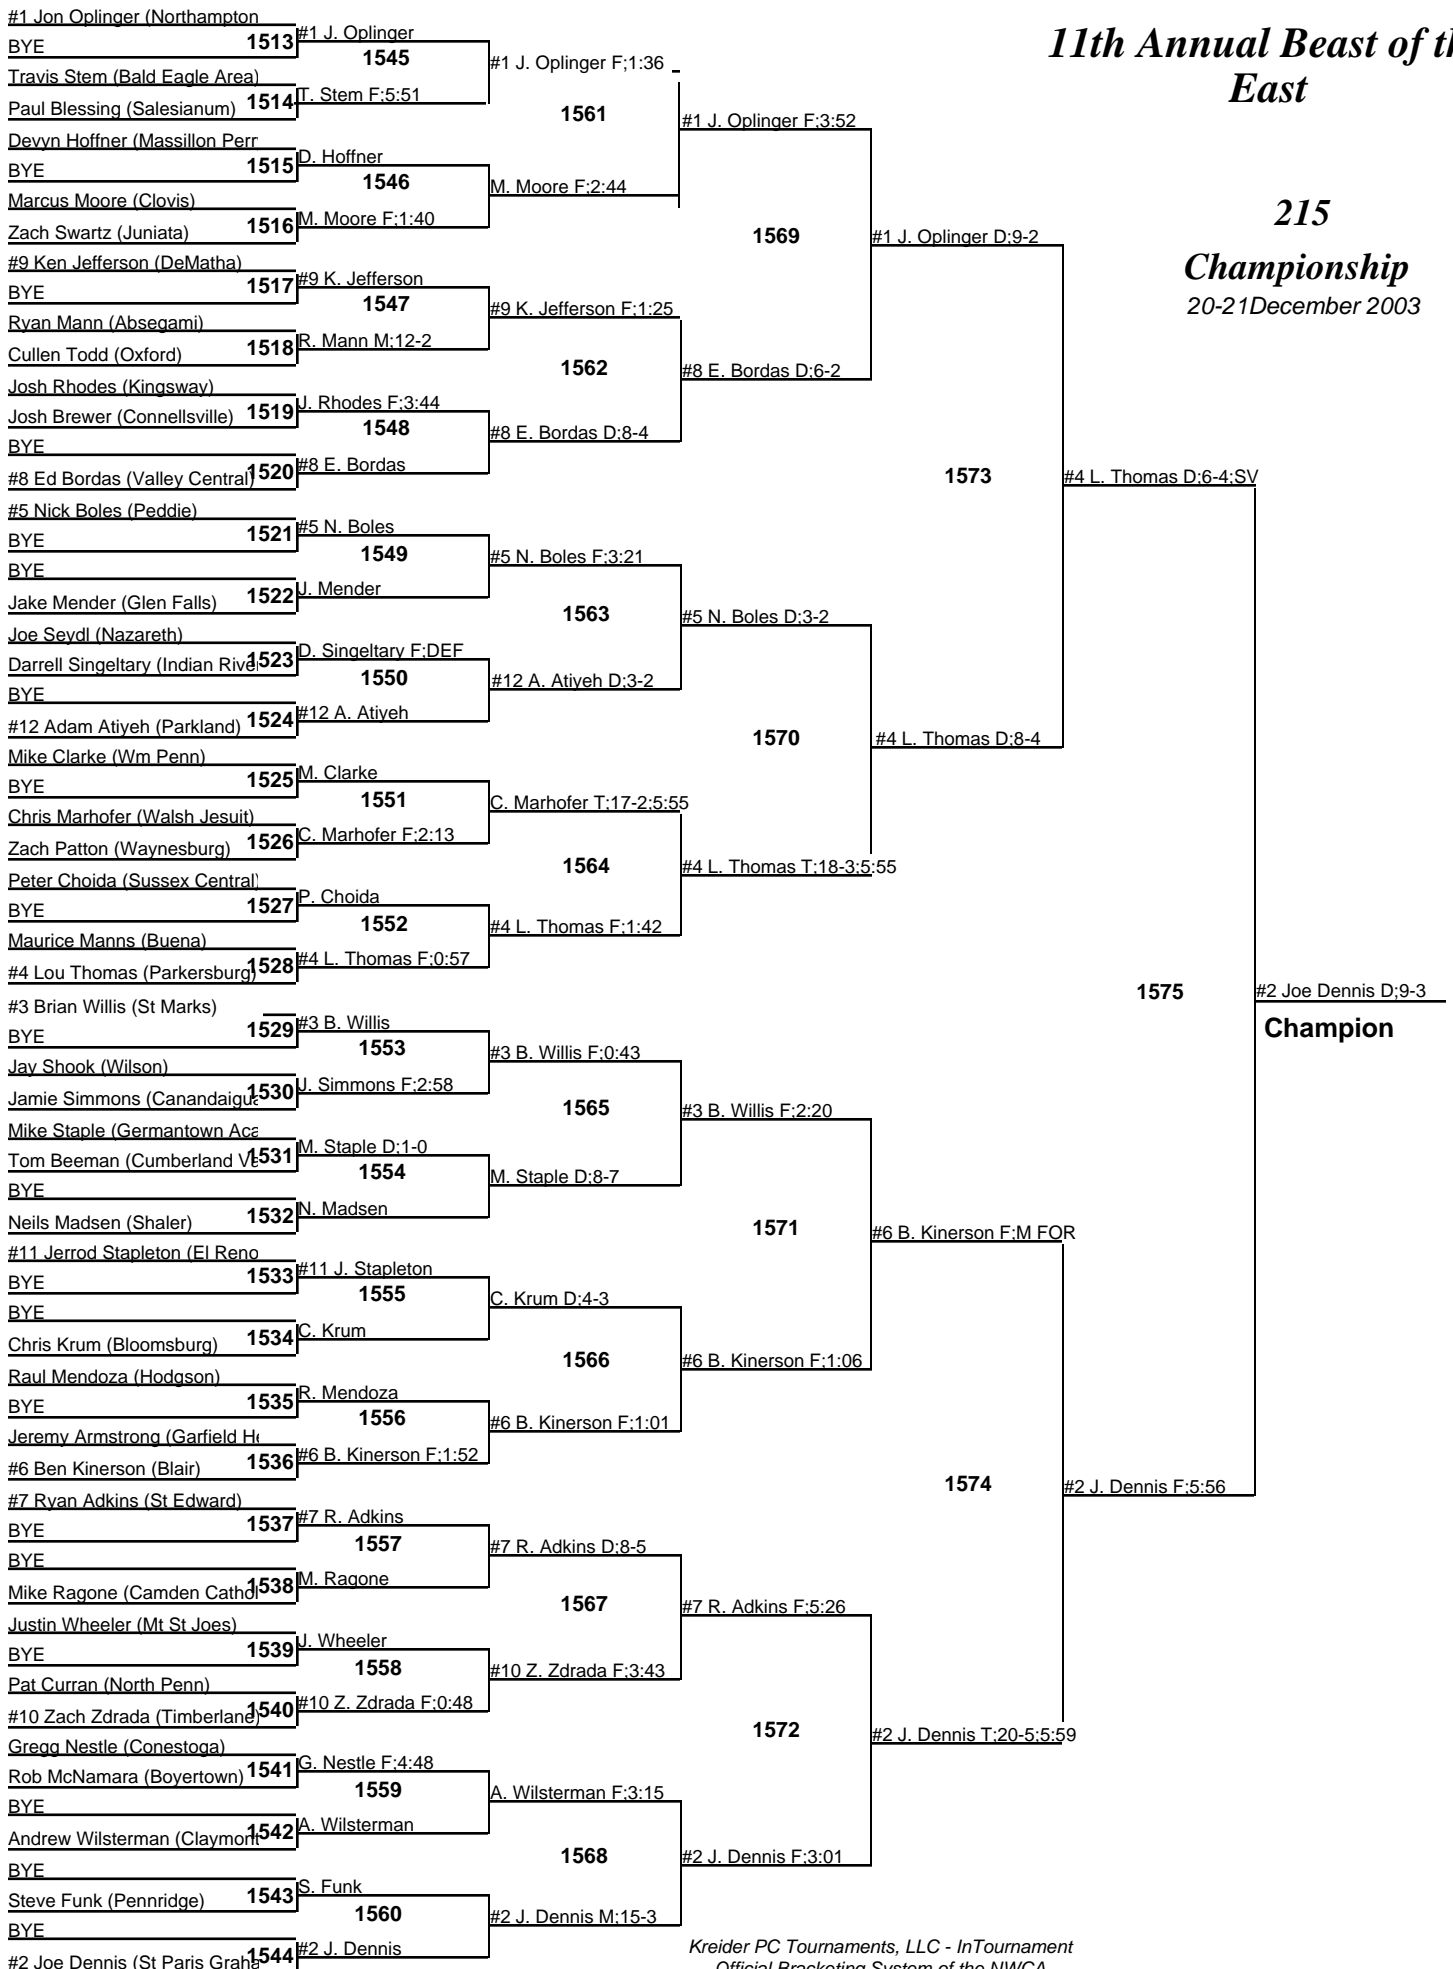 11th Annual Beast of th
East
215
Championship
20-21December 2003
#1 Jon Oplinger (Northampton
BYE
1513
Travis Stem (Bald Eagle Area)
Paul Blessing (Salesianum)
1514
Devyn Hoffner (Massillon Perr
BYE
1515
Marcus Moore (Clovis)
Zach Swartz (Juniata)
1516
#9 Ken Jefferson (DeMatha)
BYE
1517
Ryan Mann (Absegami)
Cullen Todd (Oxford)
1518
Josh Rhodes (Kingsway)
Josh Brewer (Connellsville)
1519
BYE
#8 Ed Bordas (Valley Central)
1520
#5 Nick Boles (Peddie)
BYE
1521
BYE
Jake Mender (Glen Falls)
1522
Joe Seydl (Nazareth)
Darrell Singeltary (Indian River
1523
BYE
#12 Adam Atiyeh (Parkland)
1524
Mike Clarke (Wm Penn)
BYE
1525
Chris Marhofer (Walsh Jesuit)
Zach Patton (Waynesburg)
1526
Peter Choida (Sussex Central)
BYE
1527
Maurice Manns (Buena)
#4 Lou Thomas (Parkersburg)
1528
#3 Brian Willis (St Marks)
BYE
1529
Jay Shook (Wilson)
Jamie Simmons (Canandaigua
1530
Mike Staple (Germantown Aca
Tom Beeman (Cumberland Va
1531
BYE
Neils Madsen (Shaler)
1532
#11 Jerrod Stapleton (El Reno
BYE
1533
BYE
Chris Krum (Bloomsburg)
1534
Raul Mendoza (Hodgson)
BYE
1535
Jeremy Armstrong (Garfield He
#6 Ben Kinerson (Blair)
1536
#7 Ryan Adkins (St Edward)
BYE
1537
BYE
Mike Ragone (Camden Cathol
1538
Justin Wheeler (Mt St Joes)
BYE
1539
Pat Curran (North Penn)
#10 Zach Zdrada (Timberlane)
1540
Gregg Nestle (Conestoga)
Rob McNamara (Boyertown)
1541
BYE
Andrew Wilsterman (Claymont
1542
BYE
Steve Funk (Pennridge)
1543
BYE
#2 Joe Dennis (St Paris Graha
1544
#1 J. Oplinger
1545
T. Stem F;5:51
D. Hoffner
1546
M. Moore F;1:40
#9 K. Jefferson
1547
R. Mann M;12-2
J. Rhodes F;3:44
1548
#8 E. Bordas
#5 N. Boles
1549
J. Mender
D. Singeltary F;DEF
1550
#12 A. Atiyeh
M. Clarke
1551
C. Marhofer F;2:13
P. Choida
1552
#4 L. Thomas F;0:57
#3 B. Willis
1553
J. Simmons F;2:58
M. Staple D;1-0
1554
N. Madsen
#11 J. Stapleton
1555
C. Krum
R. Mendoza
1556
#6 B. Kinerson F;1:52
#7 R. Adkins
1557
M. Ragone
J. Wheeler
1558
#10 Z. Zdrada F;0:48
G. Nestle F;4:48
1559
A. Wilsterman
S. Funk
1560
#2 J. Dennis
#1 J. Oplinger F;1:36
1561
M. Moore F;2:44
#9 K. Jefferson F;1:25
1562
#8 E. Bordas D;8-4
#5 N. Boles F;3:21
1563
#12 A. Atiyeh D;3-2
C. Marhofer T;17-2;5:55
1564
#4 L. Thomas F;1:42
#3 B. Willis F;0:43
1565
M. Staple D;8-7
C. Krum D;4-3
1566
#6 B. Kinerson F;1:01
#7 R. Adkins D;8-5
1567
#10 Z. Zdrada F;3:43
A. Wilsterman F;3:15
1568
#2 J. Dennis M;15-3
#1 J. Oplinger F;3:52
1569
#8 E. Bordas D;6-2
#5 N. Boles D;3-2
1570
#4 L. Thomas T;18-3;5:55
#3 B. Willis F;2:20
1571
#6 B. Kinerson F;1:06
#7 R. Adkins F;5:26
1572
#2 J. Dennis F;3:01
#1 J. Oplinger D;9-2
1573
#4 L. Thomas D;8-4
#6 B. Kinerson F;M FOR
1574
#2 J. Dennis T;20-5;5:59
#4 L. Thomas D;6-4;SV
1575
#2 J. Dennis F;5:56
#2 Joe Dennis D;9-3
Champion
Kreider PC Tournaments, LLC - InTournament
Official Bracketing System of the NWCA